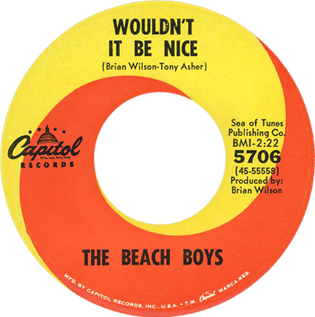 WOULDN'T
IT BE NICE
(Brian Wilson-Tony Asher)
Capitol
RECORDS
Sea of Tunes
Publishing Co.
BMI-2:22
5706
(45-55558)
Produced by:
Brian Wilson
THE BEACH BOYS
MFD. BY CAPITOL RECORDS, INC., U.S.A. • T.M. Capitol MARCA REG.